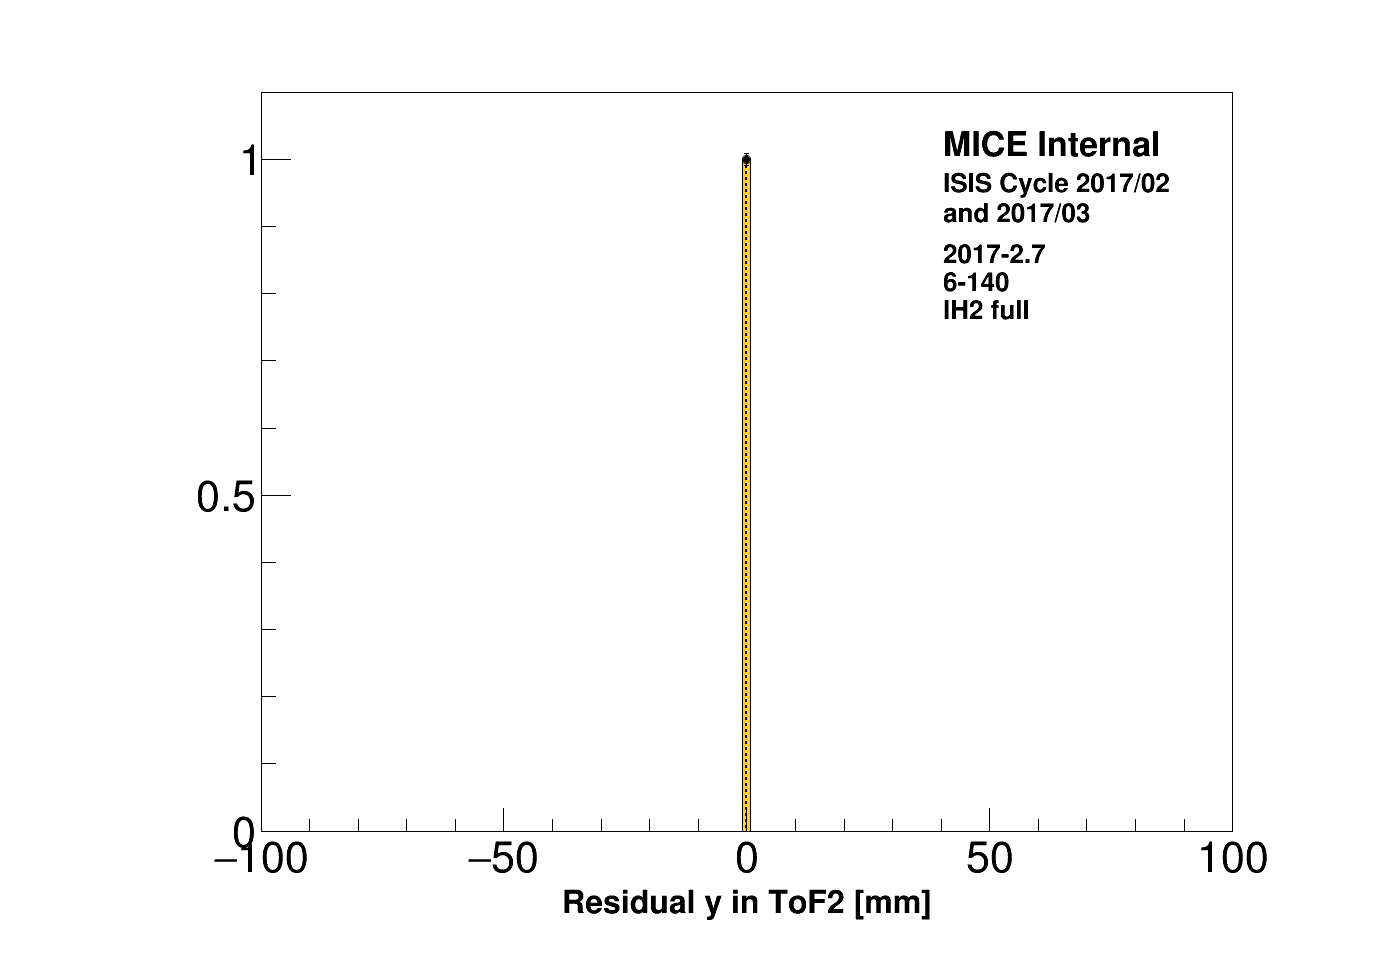 MICE Internal
ISIS Cycle 2017/02
and 2017/03
2017-2.7
6-140
IH2 full
1
0.5
0
−100 −50 0 50 100
Residual y in ToF2 [mm]